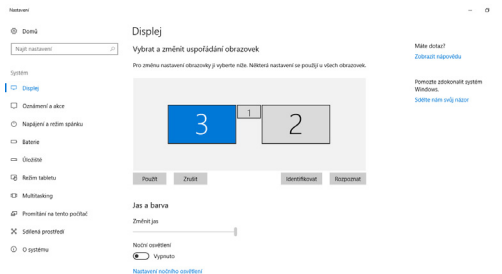 Nastavení
Domů
Najít nastavení
Systém
Displej
Oznámení a akce
Napájení a režim spánku
Baterie
Úložiště
Režim tabletu
Multitasking
Promítání na tento počítač
Sdílená prostředí
O systému
Displej
Vybrat a změnit uspořádání obrazovek
Pro změnu nastavení obrazovky ji vyberte níže. Některá nastavení se použijí u všech obrazovek.
3
1
2
Použít
Zrušit
Identifikovat
Rozpoznat
Jas a barva
Změnit jas
Noční osvětlení
Vypnuto
Nastavení nočního osvětlení
Máte dotaz?
Zobrazit nápovědu
Pomozte zdokonalit systém
Windows.
Sdělte nám svůj názor